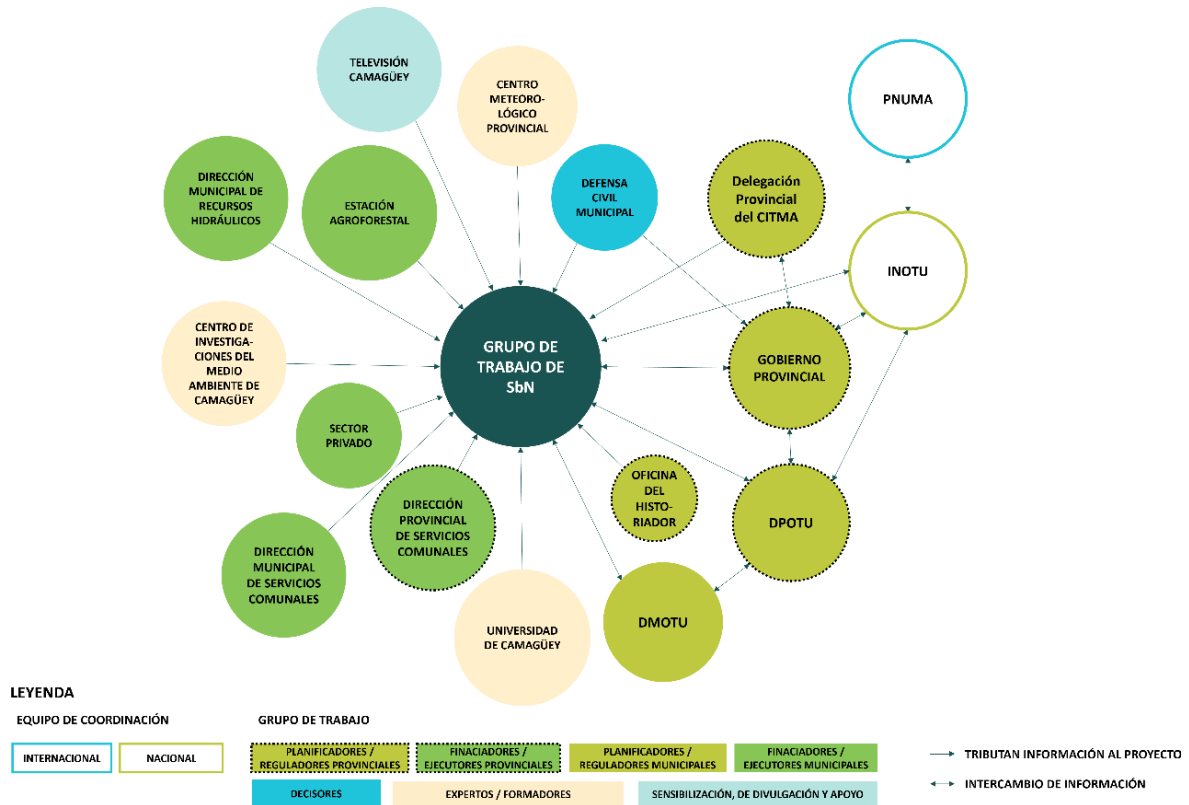 TELEVISIÓN
CAMAGÜEY
CENTRO
METEORO-
LÓGICO
PROVINCIAL
PNUMA
DIRECCIÓN
MUNICIPAL DE
RECURSOS
HIDRÁULICOS
ESTACIÓN
AGROFORESTAL
DEFENSA
CIVIL
MUNICIPAL
Delegación
Provincial
del CITMA
INOTU
CENTRO DE
INVESTIGA-
CIONES DEL
MEDIO
AMBIENTE DE
CAMAGÜEY
GRUPO DE
TRABAJO DE
SbN
GOBIERNO
PROVINCIAL
SECTOR
PRIVADO
OFICINA
DEL
HISTO-
RIADOR
DIRECCIÓN
PROVINCIAL
DE SERVICIOS
COMUNALES
DPOTU
DIRECCIÓN
MUNICIPAL
DE SERVICIOS
COMUNALES
UNIVERSIDAD
DE CAMAGÜEY
DMOTU
LEYENDA
EQUIPO DE COORDINACIÓN
INTERNACIONAL
NACIONAL
GRUPO DE TRABAJO
PLANIFICADORES /
REGULADORES PROVINCIALES
FINACIADORES /
EJECUTORES PROVINCIALES
PLANIFICADORES /
REGULADORES MUNICIPALES
FINACIADORES /
EJECUTORES MUNICIPALES
DECISORES
EXPERTOS / FORMADORES
SENSIBILIZACIÓN, DE DIVULGACIÓN Y APOYO
TRIBUTAN INFORMACIÓN AL PROYECTO
INTERCAMBIO DE INFORMACIÓN